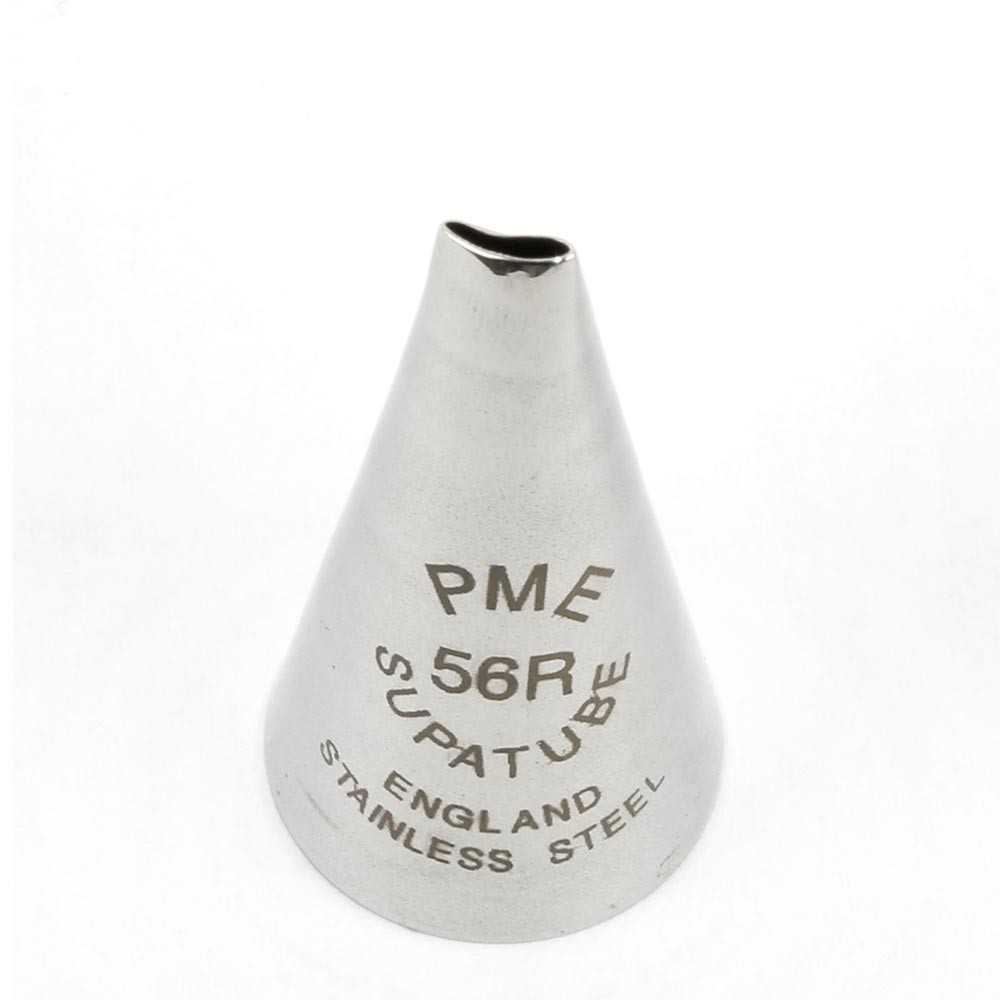 PME
56R
SUPATUBE
ENGLAND
STAINLESS STEEL